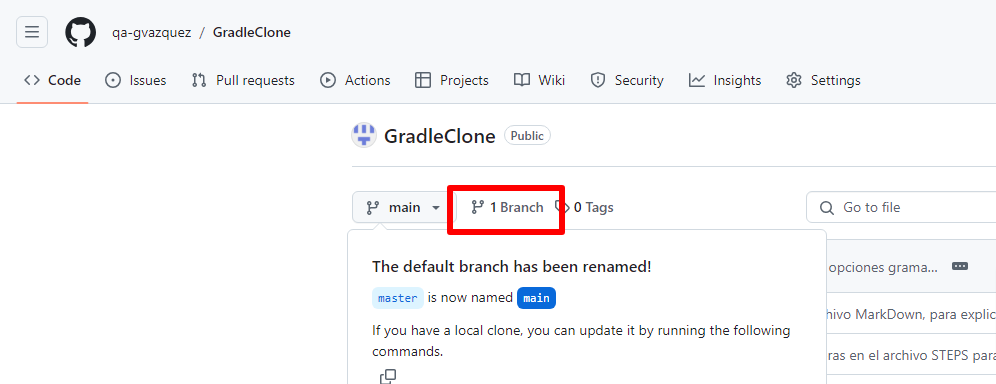 qa-gvazquez / GradleClone
Code Issues Pull requests Actions Projects Wiki Security Insights Settings
GradleClone Public
main 1 Branch 0 Tags Go to file
The default branch has been renamed!
opciones grama...
master is now named main
chivo MarkDown, para explic
If you have a local clone, you can update it by running the following
commands.
ras en el archivo STEPS para